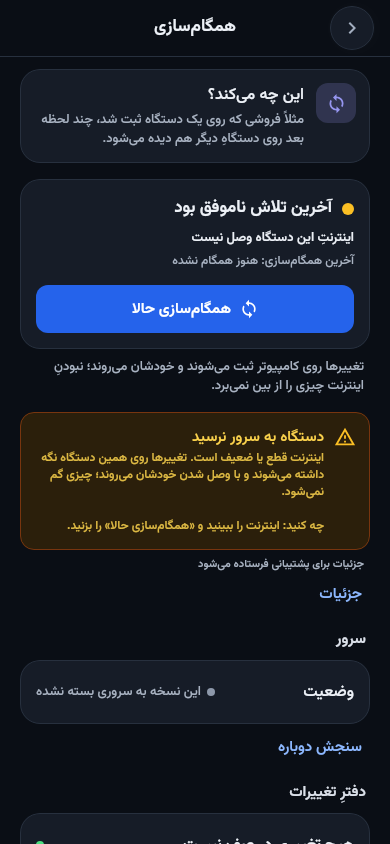 همگام‌سازی
این چه می‌کند؟
مثلاً فروشی که روی یک دستگاه ثبت شد، چند لحظه
بعد روی دستگاهِ دیگر هم دیده می‌شود.
آخرین تلاش ناموفق بود
اینترنتِ این دستگاه وصل نیست
آخرین همگام‌سازی: هنوز همگام نشده
همگام‌سازی حالا
تغییرها روی کامپیوتر ثبت می‌شوند و خودشان می‌روند؛ نبودنِ
اینترنت چیزی را از بین نمی‌برد.
دستگاه به سرور نرسید
اینترنت قطع یا ضعیف است. تغییرها روی همین دستگاه نگه
داشته می‌شوند و با وصل شدن خودشان می‌روند؛ چیزی گم
نمی‌شود.
چه کنید: اینترنت را ببینید و «همگام‌سازی حالا» را بزنید.
جزئیات برای پشتیبانی فرستاده می‌شود
جزئیات
سرور
وضعیت
این نسخه به سروری بسته نشده
سنجش دوباره
دفترِ تغییرات